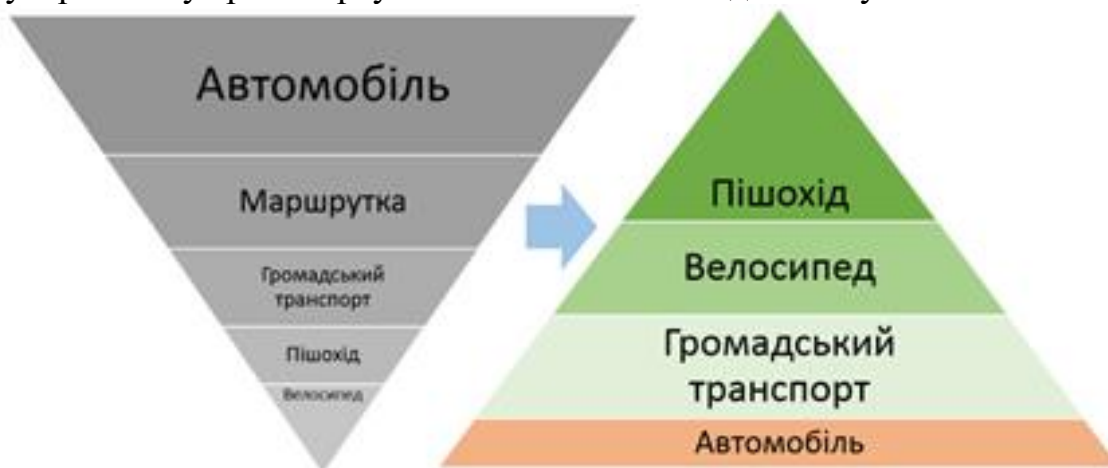 Автомобіль
Маршрутка
Громадський
транспорт
Пішохід
Велосипед
Пішохід
Велосипед
Громадський
транспорт
Автомобіль